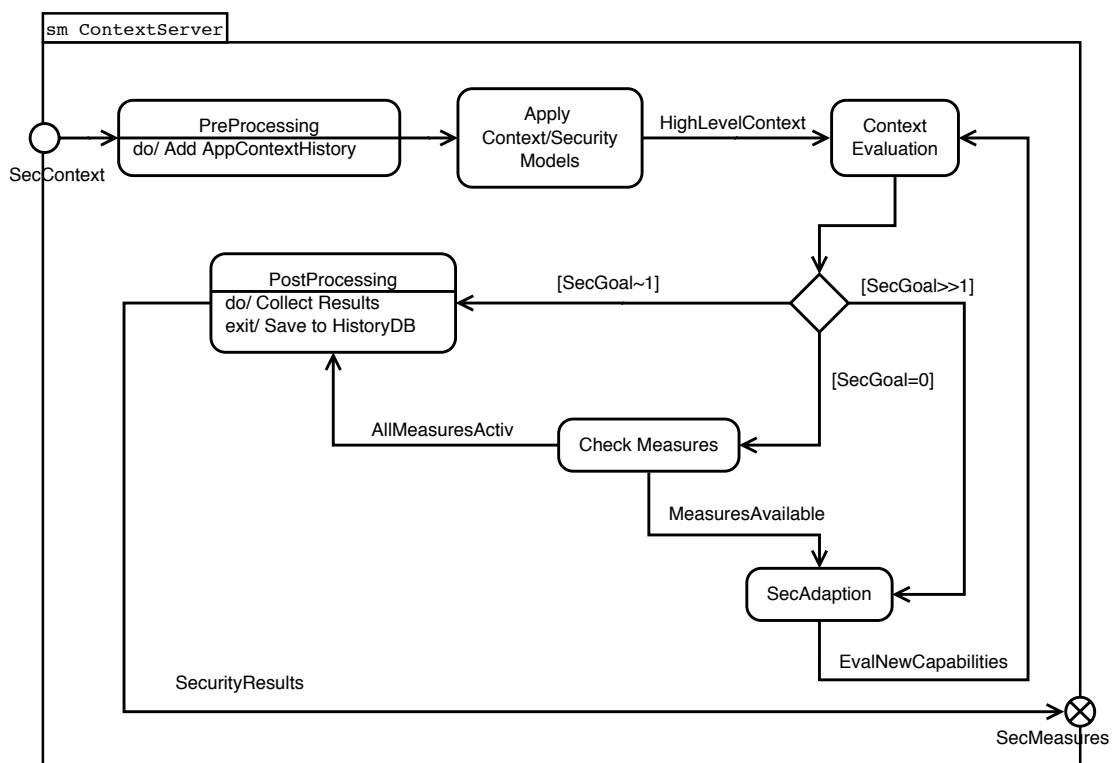 sm ContextServer
PreProcessing
do/ Add AppContextHistory
Apply
Context/Security
Models
HighLevelContext
Context
Evaluation
SecContext
PostProcessing
do/ Collect Results
exit/ Save to HistoryDB
[SecGoal~1]
[SecGoal>>1]
[SecGoal=0]
AllMeasuresActiv
Check Measures
MeasuresAvailable
SecAdaption
EvalNewCapabilities
SecurityResults
SecMeasures